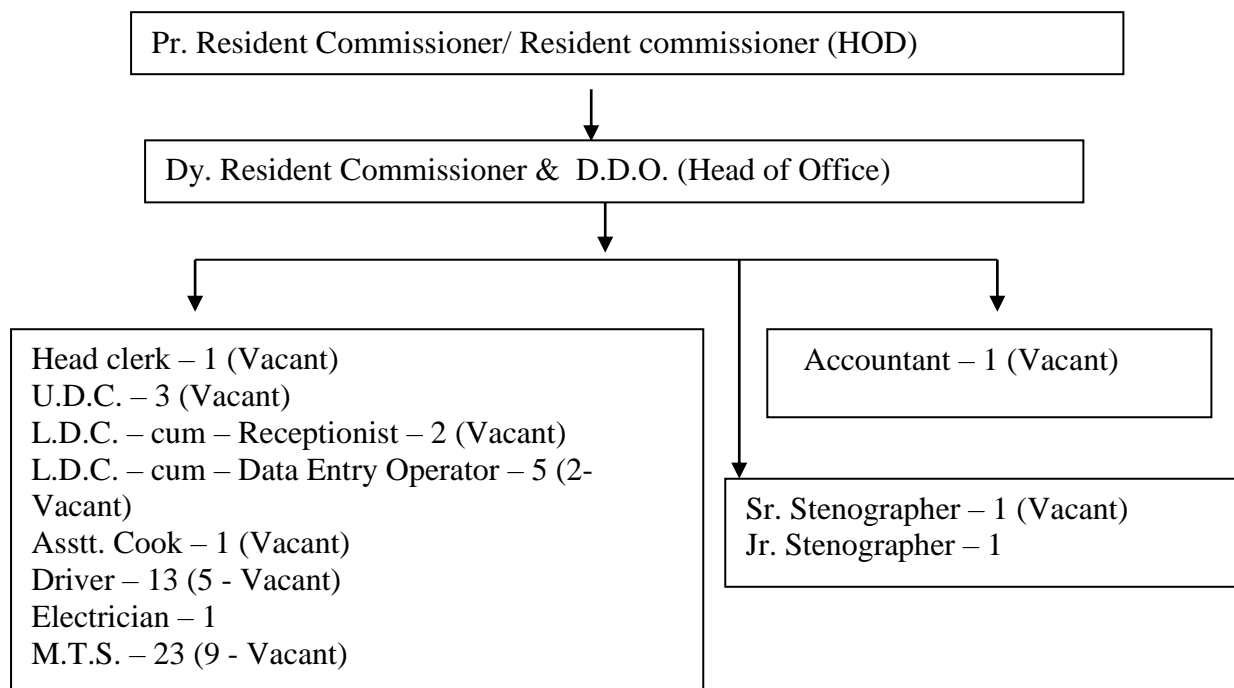 Pr. Resident Commissioner/ Resident commissioner (HOD)
Dy. Resident Commissioner & D.D.O. (Head of Office)
Head clerk – 1 (Vacant)
U.D.C. – 3 (Vacant)
L.D.C. – cum – Receptionist – 2 (Vacant)
L.D.C. – cum – Data Entry Operator – 5 (2-
Vacant)
Asstt. Cook – 1 (Vacant)
Driver – 13 (5 - Vacant)
Electrician – 1
M.T.S. – 23 (9 - Vacant)
Accountant – 1 (Vacant)
Sr. Stenographer – 1 (Vacant)
Jr. Stenographer – 1